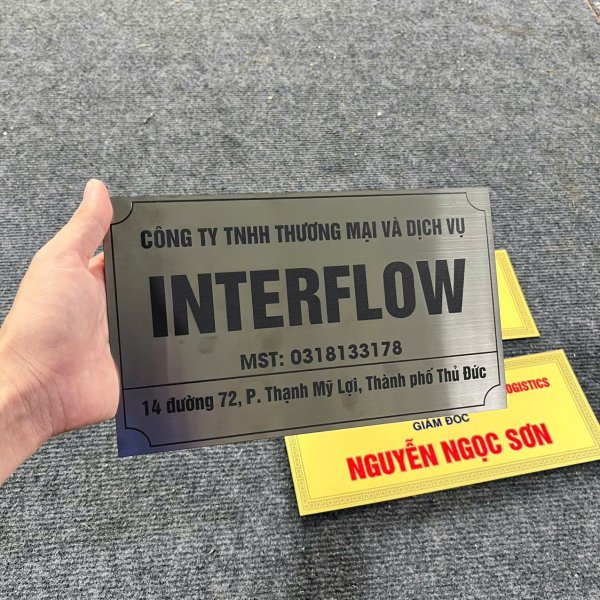 CÔNG TY TNHH THƯƠNG MẠI VÀ DỊCH VỤ
INTERFLOW
MST: 0318133178
14 đường 72, P. Thạnh Mỹ Lợi, Thành phố Thủ Đức
GIÁM ĐỐC
NGUYỄN NGỌC SƠN